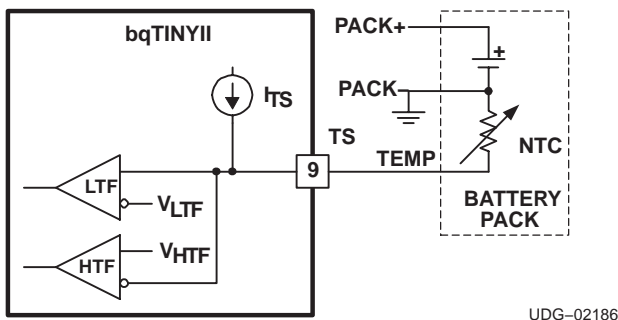 bqTINYII
PACK+
+
PACK–
ITS
TS
TEMP
NTC
9
LTF
VLTF
BATTERY
PACK
HTF
VHTF
UDG–02186